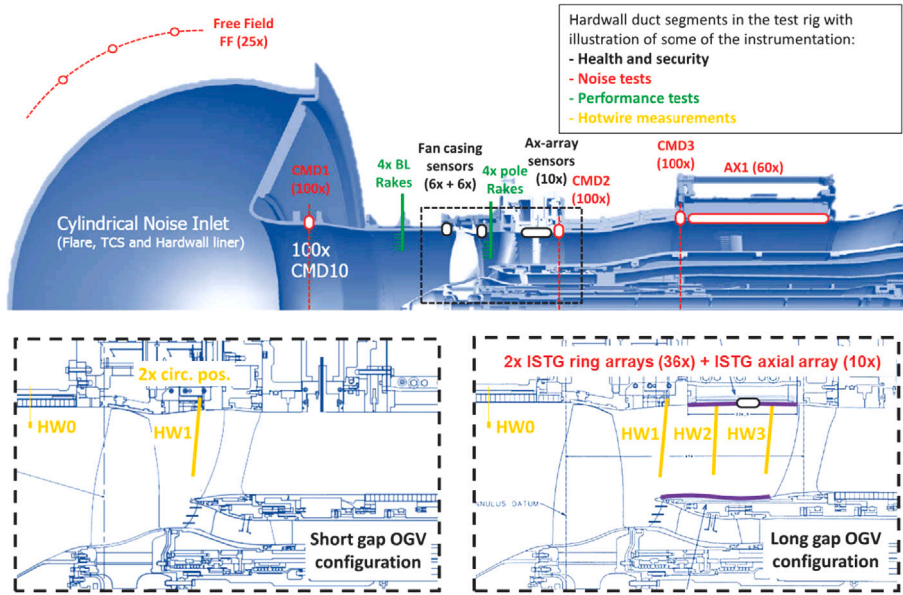 Free Field
FF (25x)
Hardwall duct segments in the test rig with
illustration of some of the instrumentation:
- Health and security
- Noise tests
- Performance tests
- Hotwire measurements
CMD1
(100x)
4x BL
Rakes
Fan casing
sensors
(6x + 6x)
4x pole
Rakes
Ax-array
sensors
(10x)
CMD2
(100x)
CMD3
(100x)
AX1 (60x)
Cylindrical Noise Inlet
(Flare, TCS and Hardwall liner)
100x
CMD10
2x circ. pos.
HW0
HW1
Short gap OGV
configuration
2x ISTG ring arrays (36x) + ISTG axial array (10x)
HW0
HW1
HW2
HW3
NNULUS DATUM
Long gap OGV
configuration